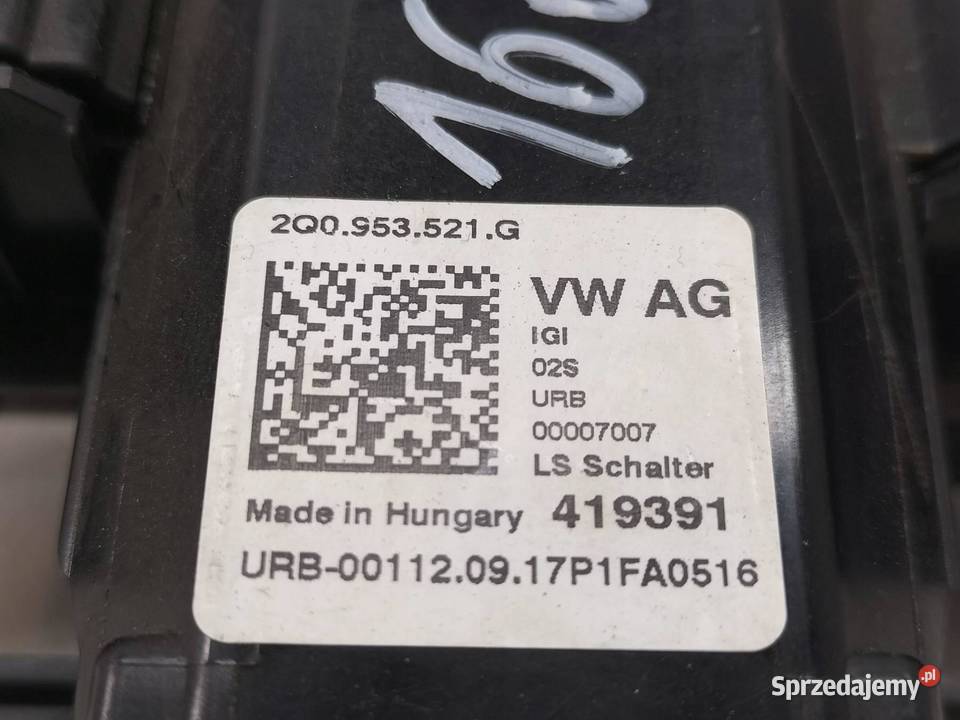 2Q0.953.521.G
VW AG
IGI
02S
URB
00007007
LS Schalter
Made in Hungary 419391
URB-00112.09.17P1FA0516
Sprzedajemy.pl